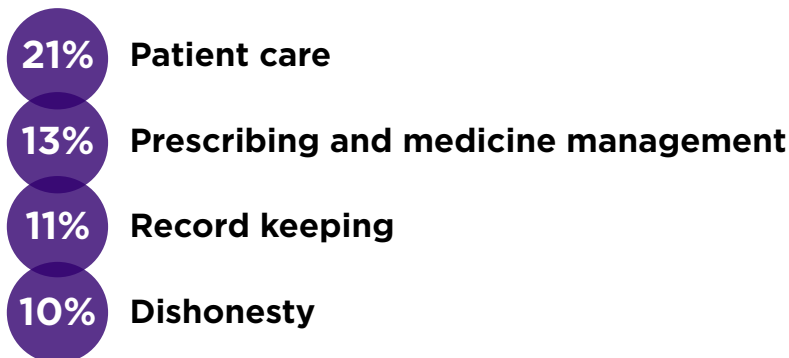 21% Patient care
13% Prescribing and medicine management
11% Record keeping
10% Dishonesty